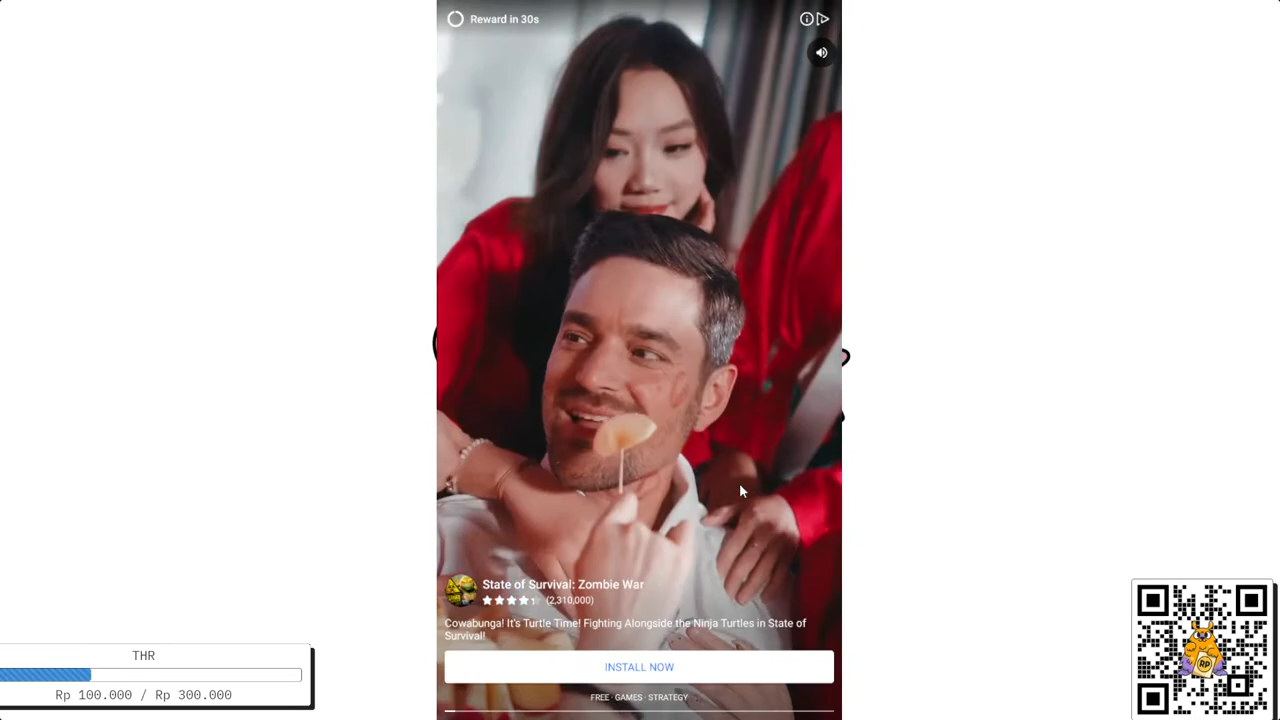 Reward in 30s
State of Survival: Zombie War
(2,310,000)
Cowabunga! It's Turtle Time! Fighting Alongside the Ninja Turtles in State of
Survival!
INSTALL NOW
FREE · GAMES · STRATEGY
THR
Rp 100.000 / Rp 300.000
RP